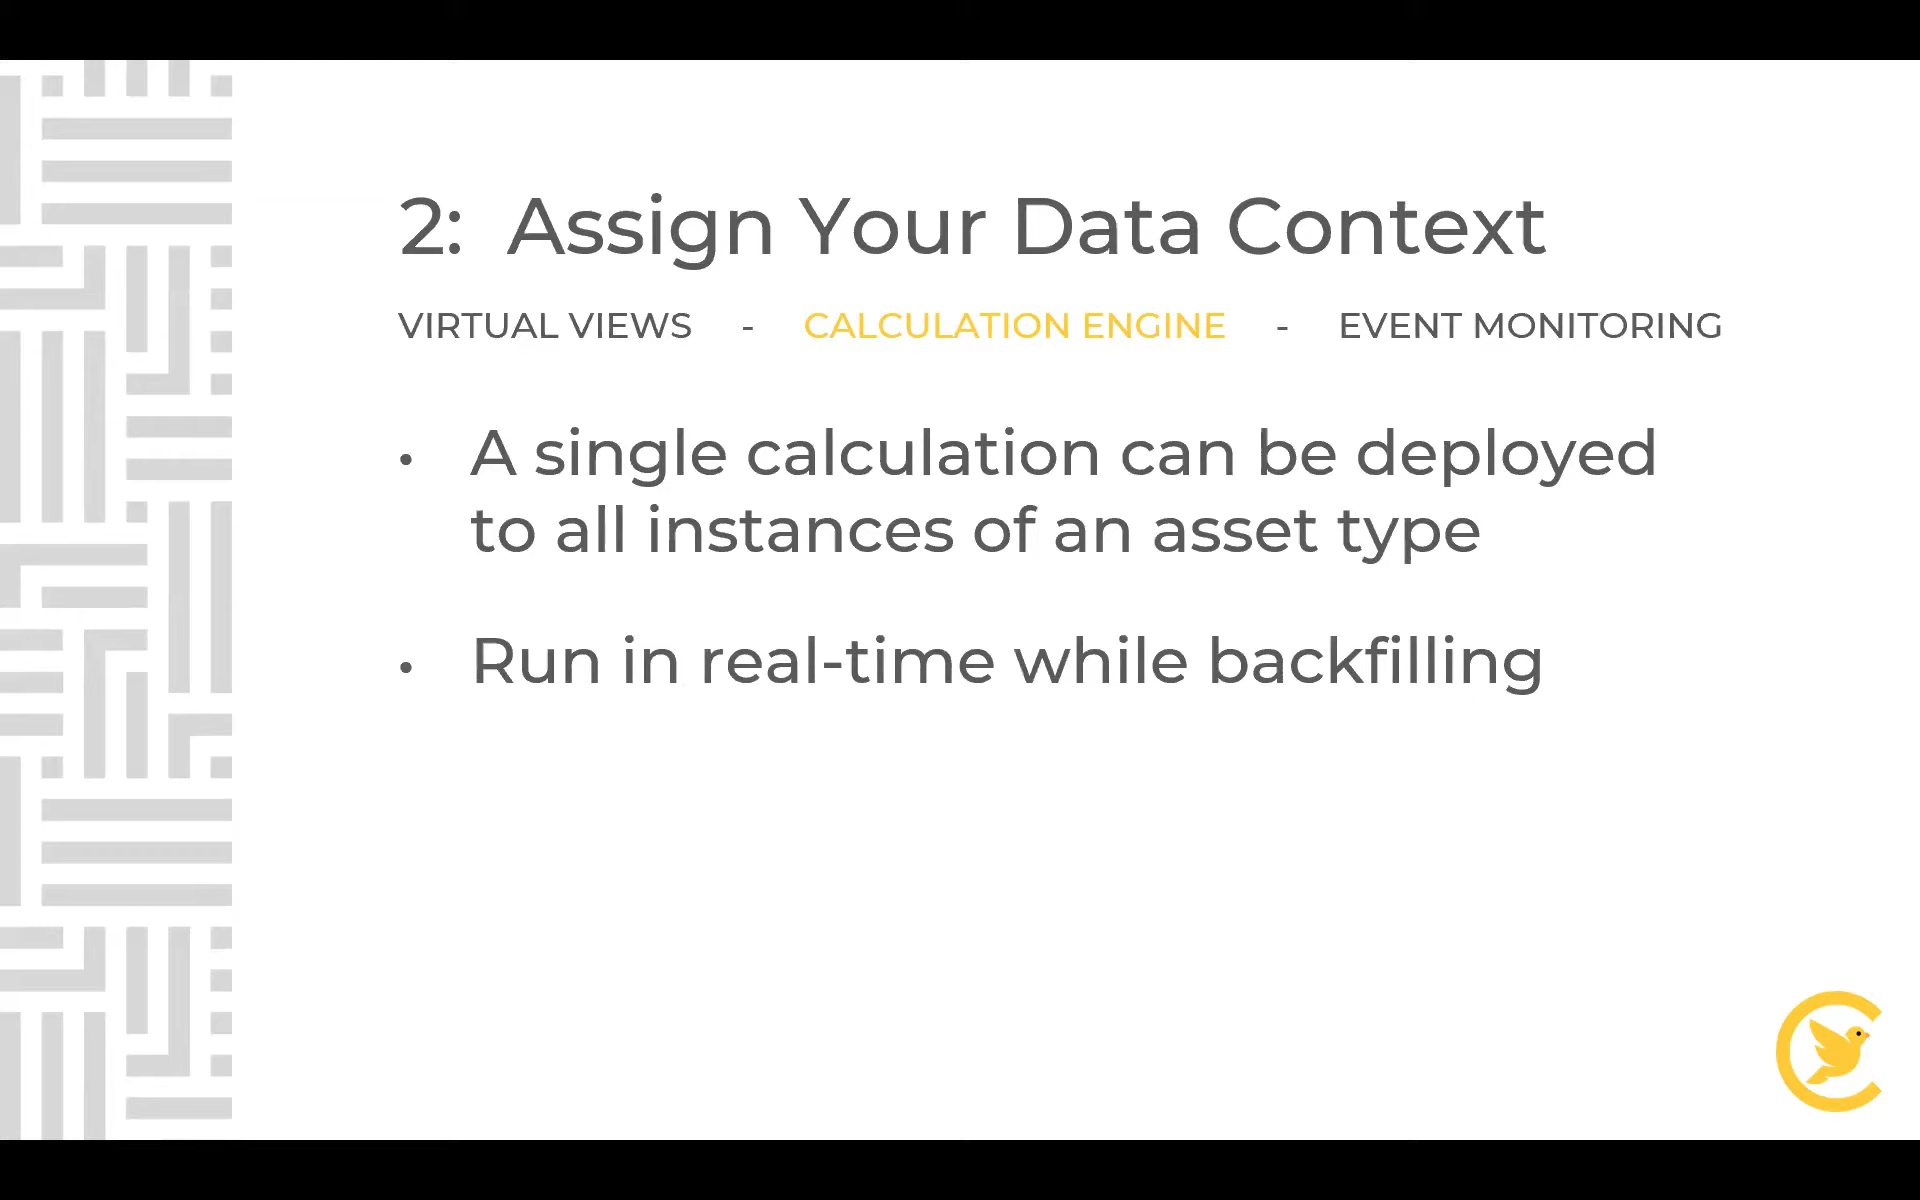 2: Assign Your Data Context
VIRTUAL VIEWS - CALCULATION ENGINE - EVENT MONITORING
• A single calculation can be deployed
to all instances of an asset type
• Run in real-time while backfilling